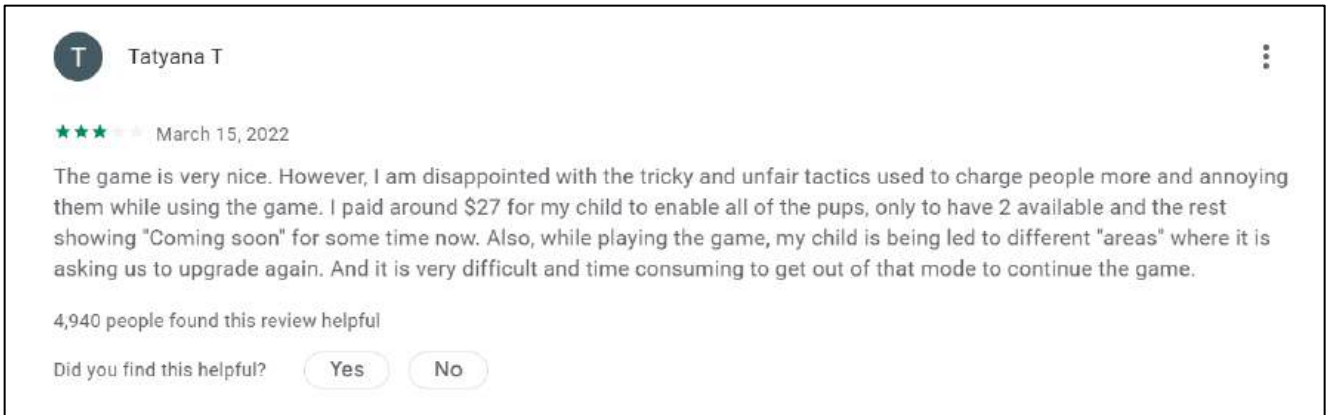 T
Tatyana T
March 15, 2022
The game is very nice. However, I am disappointed with the tricky and unfair tactics used to charge people more and annoying
them while using the game. I paid around $27 for my child to enable all of the pups, only to have 2 available and the rest
showing "Coming soon" for some time now. Also, while playing the game, my child is being led to different "areas" where it is
asking us to upgrade again. And it is very difficult and time consuming to get out of that mode to continue the game.
4,940 people found this review helpful
Did you find this helpful? Yes No